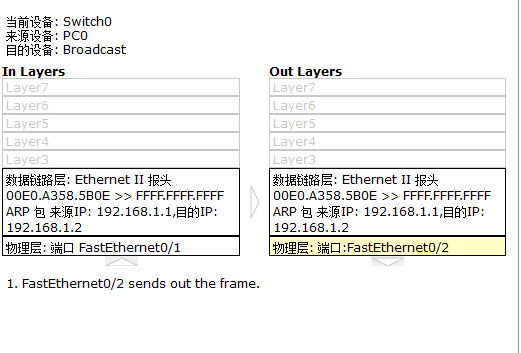 当前设备: Switch0
来源设备: PC0
目的设备: Broadcast
In Layers
Out Layers
Layer7
Layer7
Layer6
Layer6
Layer5
Layer5
Layer4
Layer4
Layer3
Layer3
数据链路层: Ethernet II 报头
00E0.A358.5B0E >> FFFF.FFFF.FFFF
ARP 包 来源IP: 192.168.1.1,目的IP:
192.168.1.2
数据链路层: Ethernet II 报头
00E0.A358.5B0E >> FFFF.FFFF.FFFF
ARP 包 来源IP: 192.168.1.1,目的IP:
192.168.1.2
物理层: 端口 FastEthernet0/1
物理层: 端口:FastEthernet0/2
1. FastEthernet0/2 sends out the frame.